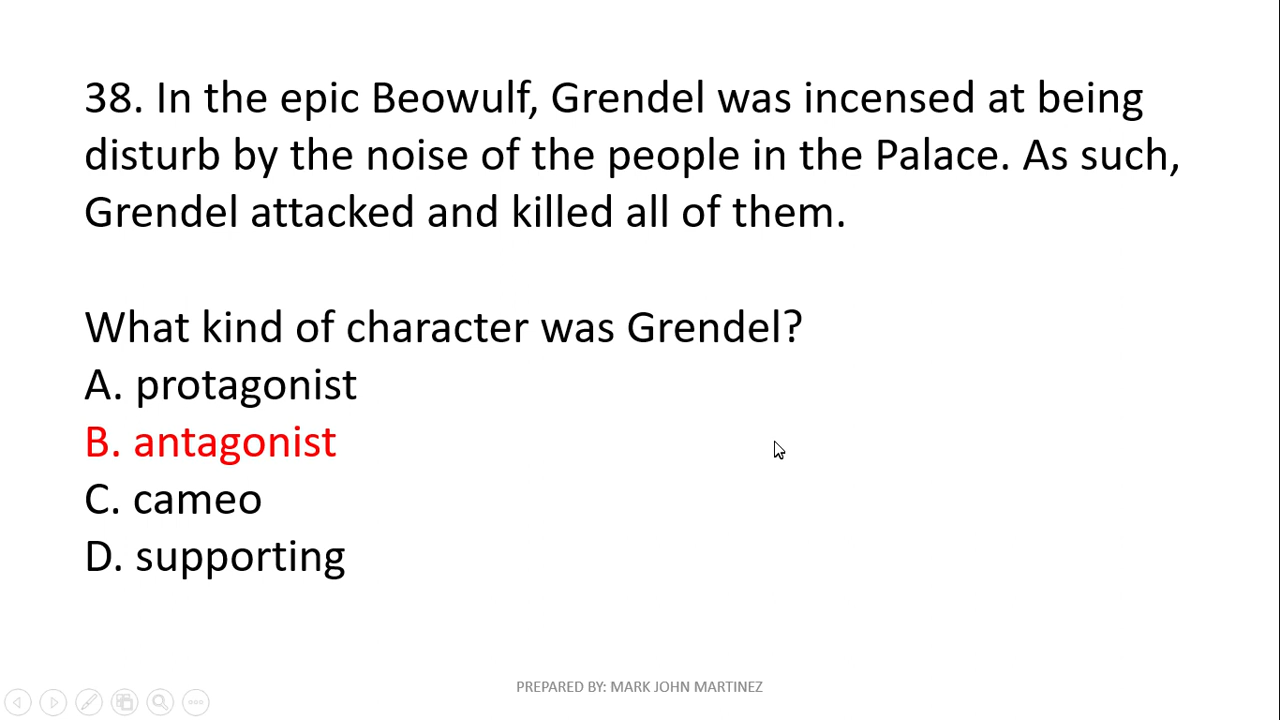 38. In the epic Beowulf, Grendel was incensed at being
disturb by the noise of the people in the Palace. As such,
Grendel attacked and killed all of them.
What kind of character was Grendel?
A. protagonist
B. antagonist
C. cameo
D. supporting
PREPARED BY: MARK JOHN MARTINEZ